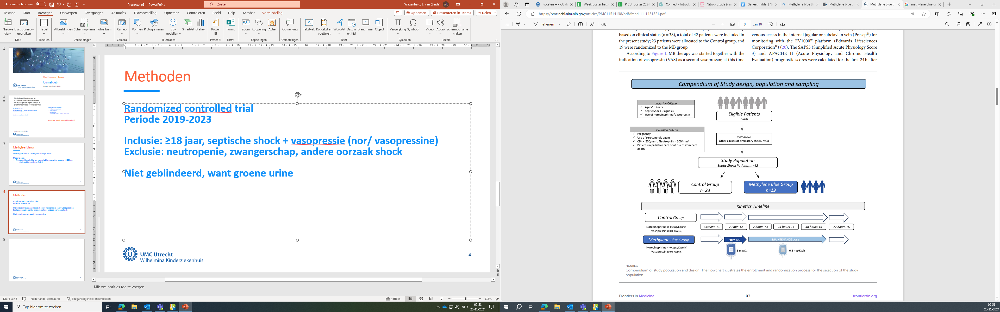 Automatisch opslaan
Presentatie1 - PowerPoint
Zoeken
Wagenberg, L. van (Linda)
WL
Bestand Start Invoegen Ontwerpen Overgangen Animaties Diavoorstelling Opnemen Controleren Beeld Help Acrobat Vormindeling
Opnemen
Presenteren in Teams
Delen
Nieuwe dia
Dia's opnieuw gebruiken
Tabel
Afbeeldingen
Schermopname
Fotoalbum
Cameo
Vormen
Pictogrammen
3D-modellen
SmartArt
Grafiek
Power BI
Forms
Zoom
Koppeling
Actie
Opmerking
Tekstvak
Koptekst en voettekst
WordArt
Datum en tijd
Dianummer
Object
Vergelijking
Symbool
Video
Audio
Schermopname maken
Dia's
Tabellen
Afbeeldingen
Camera
Illustraties
Power BI
Forms
Koppelingen
Opmerkingen
Tekst
Symbolen
Media
1
Methyleen blauw
Journal club
UMC Utrecht
2
Methylene blue therapy in
addition to standard treatment
for acute-phase septic shock: a
pilot randomized controlled trial
Maar wat als dit niet voldoende is?
3
Methyleenblauw
Wordt gebruikt in chirurgie vanwege kleur
Maar is ook:
Nonselectieve inhibitor van soluble guanylate cyclase (SGC) en
nitric oxide synthase (NOS)
4
Methoden
Randomized controlled trial
Periode 2019-2023
Inclusie: ≥18 jaar, septische shock + vasopressie (nor/ vasopressine)
Exclusie: neutropenie, zwangerschap, andere oorzaak shock
Niet geblindeerd, want groene urine
5
Methoden
Randomized controlled trial
Periode 2019-2023
Inclusie: ≥18 jaar, septische shock + vasopressie (nor/ vasopressine)
Exclusie: neutropenie, zwangerschap, andere oorzaak shock
Niet geblindeerd, want groene urine
UMC Utrecht
Wilhelmina Kinderziekenhuis
4
Klik om notities toe te voegen
Dia 4 van 5
Nederlands (standaard)
Toegankelijkheid: onderzoeken
Notities
116%
Typ hier om te zoeken
NLD
09:51
25-11-2024
Roosters – PICU d
Weekrooster besp
PICU rooster 2024
Connect - Introdu
Nitroprusside (ver
Geneesmiddel | N
Methylene blue th
Methylene blue th
Methylene blue th
methylene blue ca
https://pmc.ncbi.nlm.nih.gov/articles/PMC11514138/pdf/fmed-11-1431321.pdf
Tekenen
3 van 10
based on clinical status (n = 38), a total of 42 patients were included in
the present study; 23 patients were allocated to the Control group, and
19 were randomized to the MB group.
According to Figure 1, MB therapy was started together with the
indication of vasopressin (VAS) as a second vasopressor, at this time
venous access in the internal jugular or subclavian vein (Presep®) for
monitoring with the EV1000® platform (Edwards Lifesciences
Corporation®) (20). The SAPS3 (Simplified Acute Physiology Score
3) and APACHE II (Acute Physiology and Chronic Health
Evaluation) prognostic scores were calculated for the first 24 h after
Compendium of Study design, population and sampling
Inclusion Criteria
✓ Age >18 Years
✓ Septic Shock Diagnosis
✓ Use of norepinephrine/Vasopressin
Exclusion Criteria
✓ Pregnancy
✓ Use of serotonergic agent
✓ CD4 < 200/mm³, Neutrophils < 500/mm³
✓ Patients in palliative care or at risk of imminent
death
Eligible Patients
n=80
Withdraws
Other causes of circulatory shock, n=38
Study Population
Septic Shock Patients, n=42
Control Group
n=23
Methylene Blue Group
n=19
Kinetics Timeline
Control Group
Norepinephrine (> 0.2 µg/Kg/min)
Vasopressin (0.04 IU/min)
Baseline-T1
20 min-T2
2 hours-T3
24 hours-T4
48 hours-T5
72 hours-T6
Methylene Blue Group
PRIMING
MAINTENANCE DOSE
Norepinephrine (> 0.2 µg/Kg/min)
Vasopressin (0.04 IU/min)
3 mg/Kg
0.5 mg/Kg/h
FIGURE 1
Compendium of study population and design. The flowchart illustrates the enrollment and randomization process for the selection of the study
population.
Frontiers in Medicine
03
frontiersin.org
09:51
25-11-2024